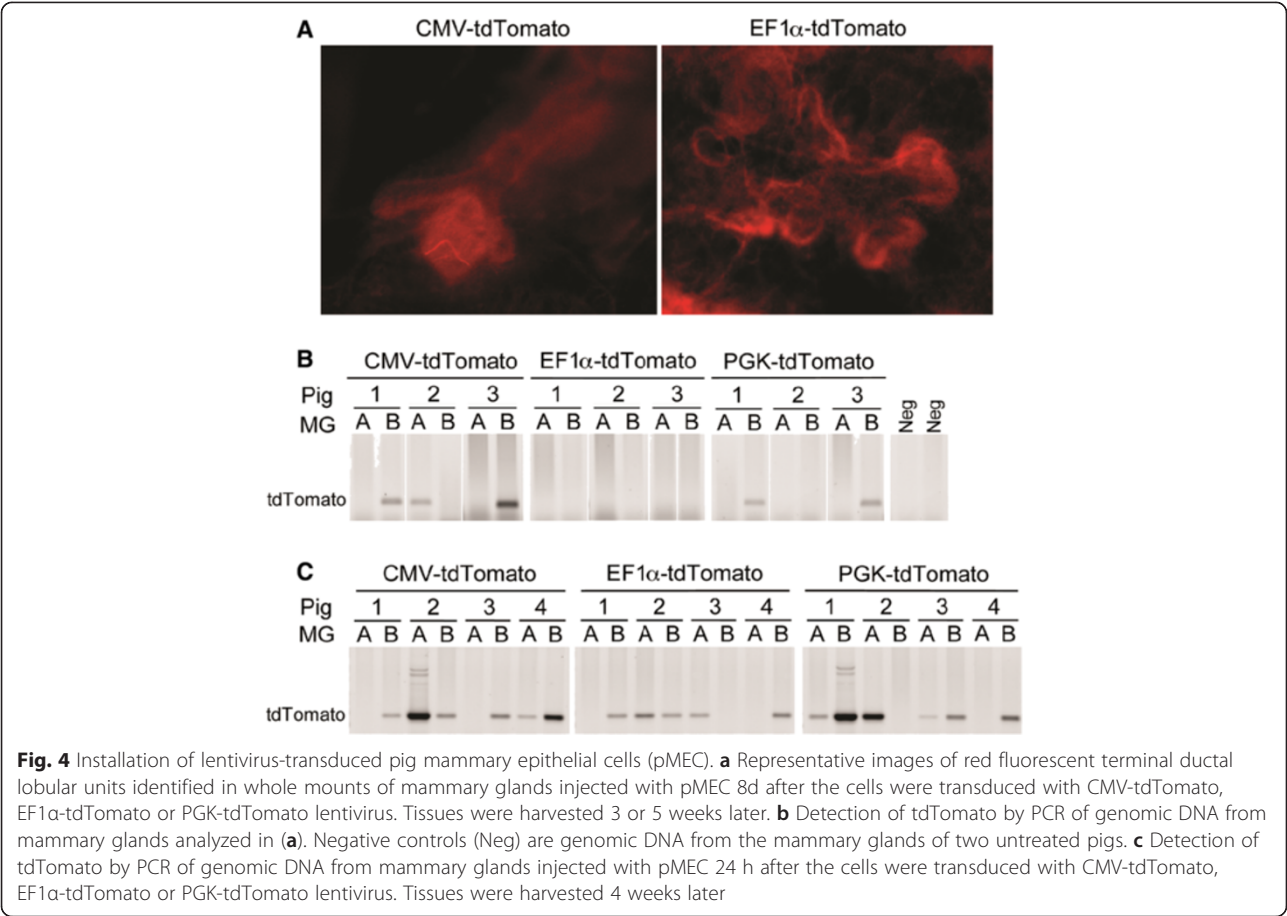 A
CMV-tdTomato EF1α-tdTomato
B
CMV-tdTomato EF1α-tdTomato PGK-tdTomato
Pig 1 2 3 1 2 3 1 2 3
MG A B A B A B A B A B A B A B A B A B Neg Neg
tdTomato
C
CMV-tdTomato EF1α-tdTomato PGK-tdTomato
Pig 1 2 3 4 1 2 3 4 1 2 3 4
MG A B A B A B A B A B A B A B A B A B A B A B A B
tdTomato
Fig. 4 Installation of lentivirus-transduced pig mammary epithelial cells (pMEC). a Representative images of red fluorescent terminal ductal
lobular units identified in whole mounts of mammary glands injected with pMEC 8d after the cells were transduced with CMV-tdTomato,
EF1α-tdTomato or PGK-tdTomato lentivirus. Tissues were harvested 3 or 5 weeks later. b Detection of tdTomato by PCR of genomic DNA from
mammary glands analyzed in (a). Negative controls (Neg) are genomic DNA from the mammary glands of two untreated pigs. c Detection of
tdTomato by PCR of genomic DNA from mammary glands injected with pMEC 24 h after the cells were transduced with CMV-tdTomato,
EF1α-tdTomato or PGK-tdTomato lentivirus. Tissues were harvested 4 weeks later